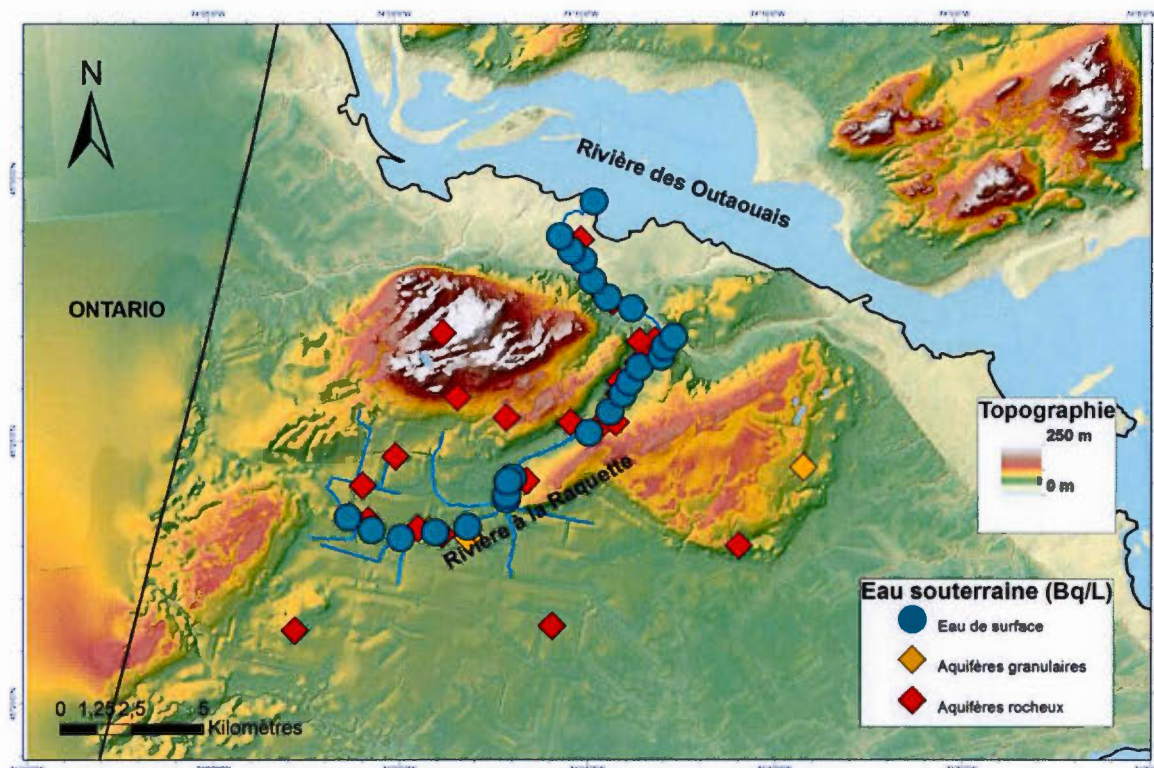 N
Rivière des Outaouais
ONTARIO
Rivière à la Raquette
Topographie
250 m
0 m
Eau souterraine (Bq/L)
Eau de surface
Aquifères granulaires
Aquifères rocheux
0 1,25 2,5 5
Kilomètres